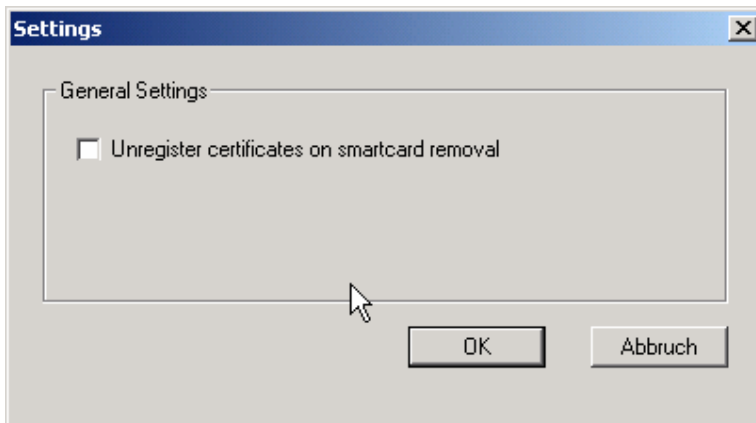 Settings
General Settings
Unregister certificates on smartcard removal
OK
Abbruch